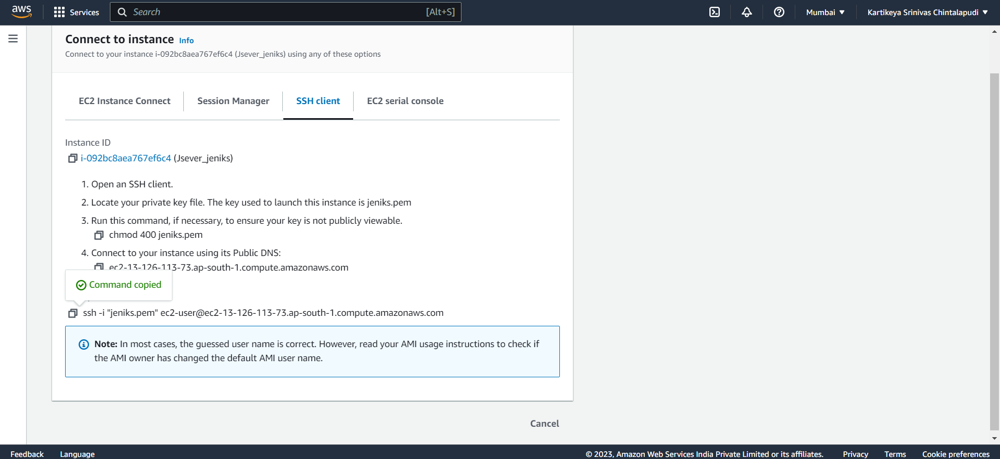 aws
Services
Search
[Alt+S]
Mumbai
Kartikeya Srinivas Chintalapudi
Connect to instance Info
Connect to your instance i-092bc8aea767ef6c4 (Jsever_jeniks) using any of these options
EC2 Instance Connect
Session Manager
SSH client
EC2 serial console
Instance ID
i-092bc8aea767ef6c4 (Jsever_jeniks)
1. Open an SSH client.
2. Locate your private key file. The key used to launch this instance is jeniks.pem
3. Run this command, if necessary, to ensure your key is not publicly viewable.
chmod 400 jeniks.pem
4. Connect to your instance using its Public DNS:
ec2-13-126-113-73.ap-south-1.compute.amazonaws.com
Command copied
ssh -i "jeniks.pem" ec2-user@ec2-13-126-113-73.ap-south-1.compute.amazonaws.com
Note: In most cases, the guessed user name is correct. However, read your AMI usage instructions to check if
the AMI owner has changed the default AMI user name.
Cancel
Feedback
Language
© 2023, Amazon Web Services India Private Limited or its affiliates.
Privacy
Terms
Cookie preferences